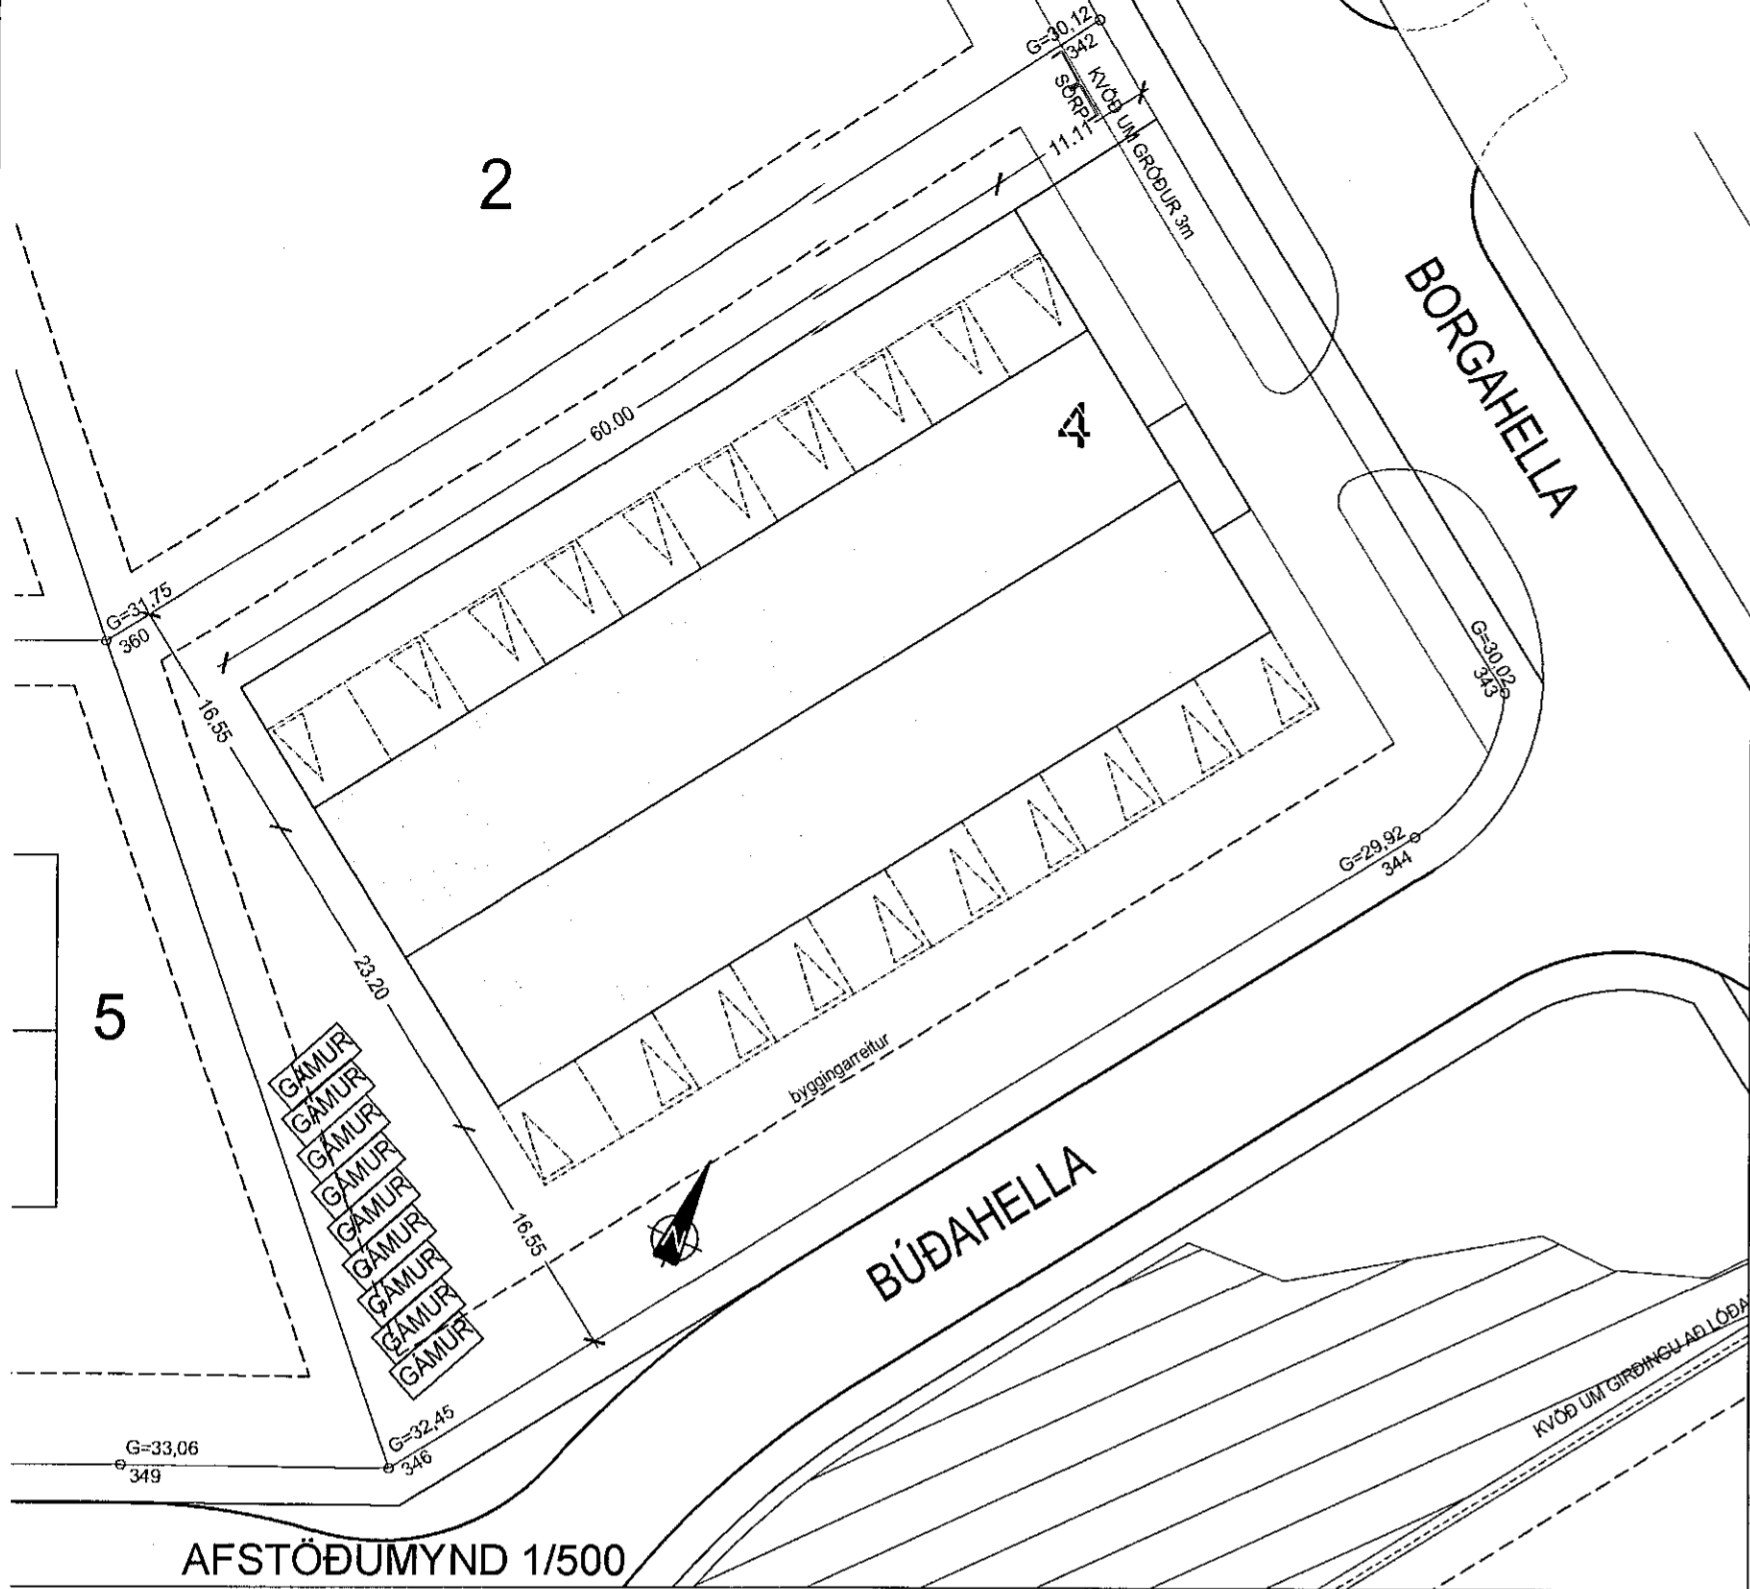 G=30,12
342
SORP
KVÖÐ UM GRÓÐUR 3m
11.11
2
BORGAHELLA
60.00
4
G=31,75
360
16.55
G=30,02
343
G=29,92
344
23.20
5
GÁMUR
GÁMUR
GÁMUR
GÁMUR
GÁMUR
GÁMUR
GÁMUR
GÁMUR
GÁMUR
byggingarreitur
16.55
N
BÚÐAHELLA
KVÖÐ UM GIRÐINGU AÐ LÓÐA
G=32,45
346
G=33,06
349
AFSTÖÐUMYND 1/500